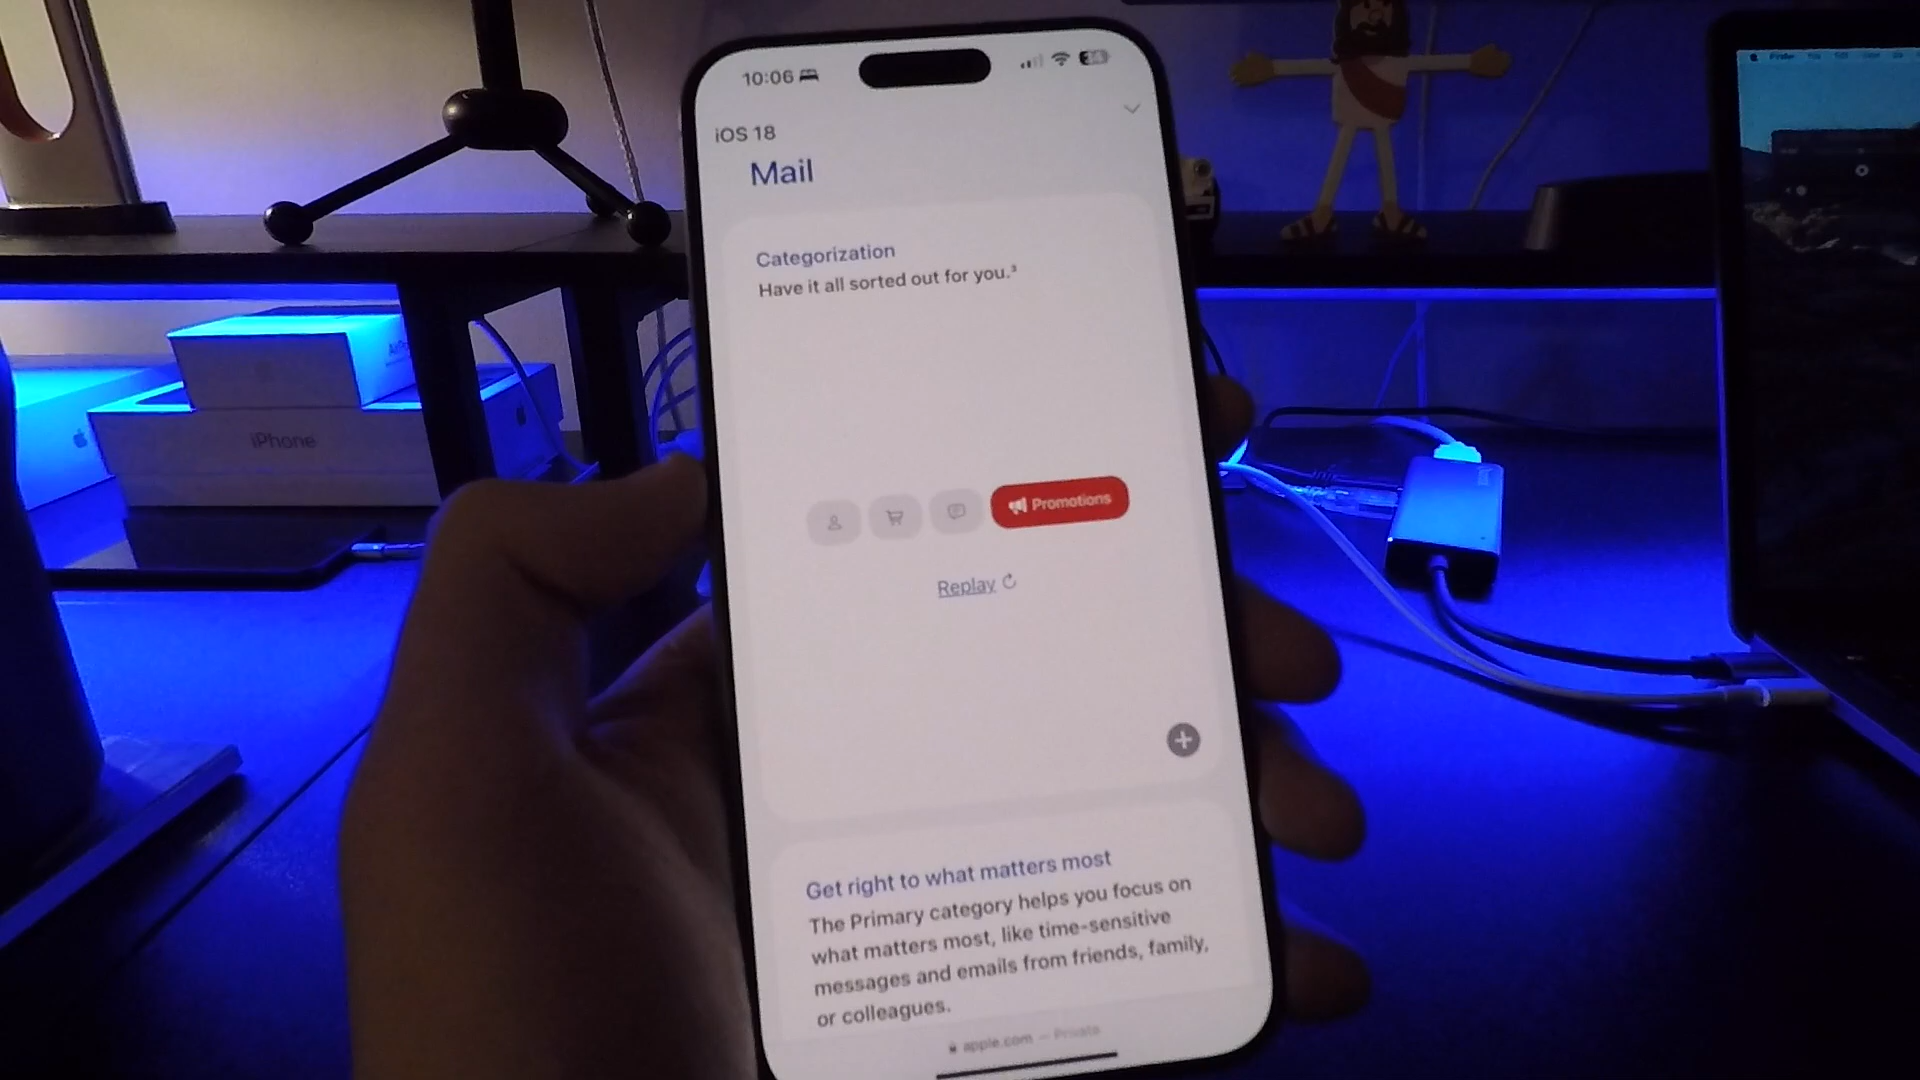 10:06
iOS 18
Mail
Categorization
Have it all sorted out for you.³
Promotions
Replay
Get right to what matters most
The Primary category helps you focus on
what matters most, like time-sensitive
messages and emails from friends, family,
or colleagues.
apple.com — Private
iPhone
Finder